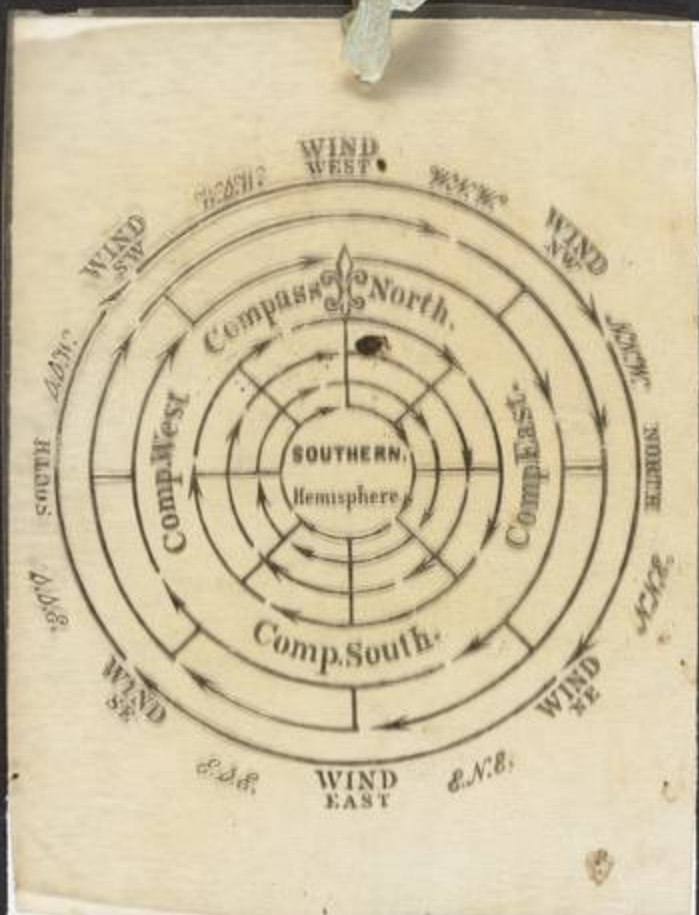 WIND
WEST
W.N.W.
WIND
NW
N.N.W.
NORTH
N.N.E.
WIND
NE
E.N.E.
WIND
EAST
E.S.E.
WIND
SE
S.S.E.
SOUTH
S.S.W.
WIND
SW
W.S.W.
Compass North.
Comp. East.
Comp. South.
Comp. West
SOUTHERN.
Hemisphere.